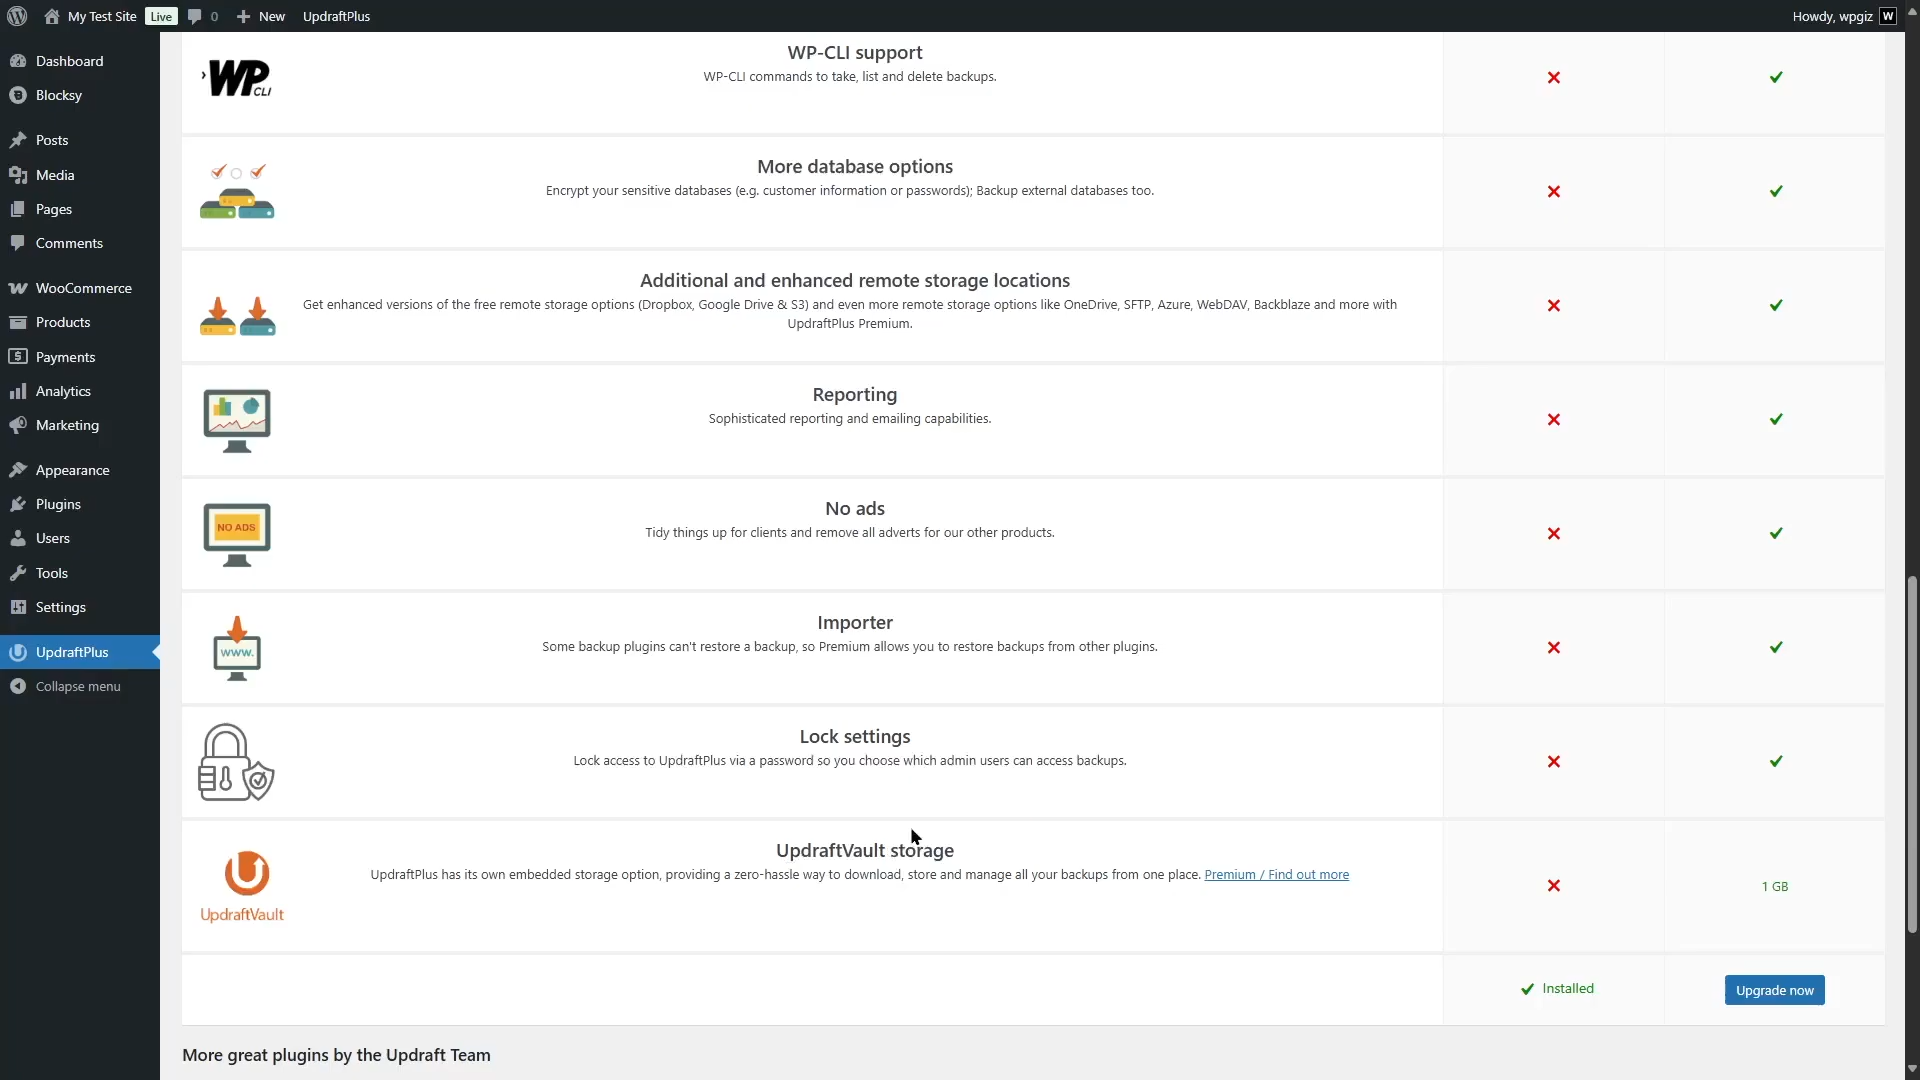 My Test Site
Live
0
New
UpdraftPlus
Howdy, wpgiz
W
Dashboard
Blocksy
Posts
Media
Pages
Comments
WooCommerce
Products
Payments
Analytics
Marketing
Appearance
Plugins
Users
Tools
Settings
UpdraftPlus
Collapse menu
WP CLI
WP-CLI support
WP-CLI commands to take, list and delete backups.
More database options
Encrypt your sensitive databases (e.g. customer information or passwords); Backup external databases too.
Additional and enhanced remote storage locations
Get enhanced versions of the free remote storage options (Dropbox, Google Drive & S3) and even more remote storage options like OneDrive, SFTP, Azure, WebDAV, Backblaze and more with
UpdraftPlus Premium.
Reporting
Sophisticated reporting and emailing capabilities.
NO ADS
No ads
Tidy things up for clients and remove all adverts for our other products.
WWW.
Importer
Some backup plugins can't restore a backup, so Premium allows you to restore backups from other plugins.
Lock settings
Lock access to UpdraftPlus via a password so you choose which admin users can access backups.
UpdraftVault
UpdraftVault storage
UpdraftPlus has its own embedded storage option, providing a zero-hassle way to download, store and manage all your backups from one place. Premium / Find out more
1 GB
Installed
Upgrade now
More great plugins by the Updraft Team